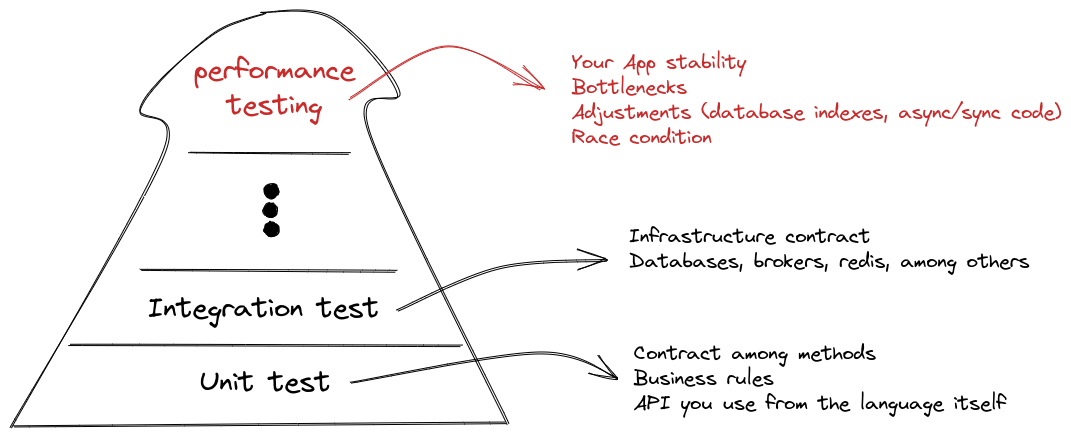 performance
testing
Your App stability
Bottlenecks
Adjustments (database indexes, async/sync code)
Race condition
Infrastructure contract
Databases, brokers, redis, among others
Integration test
Contract among methods
Business rules
API you use from the language itself
Unit test